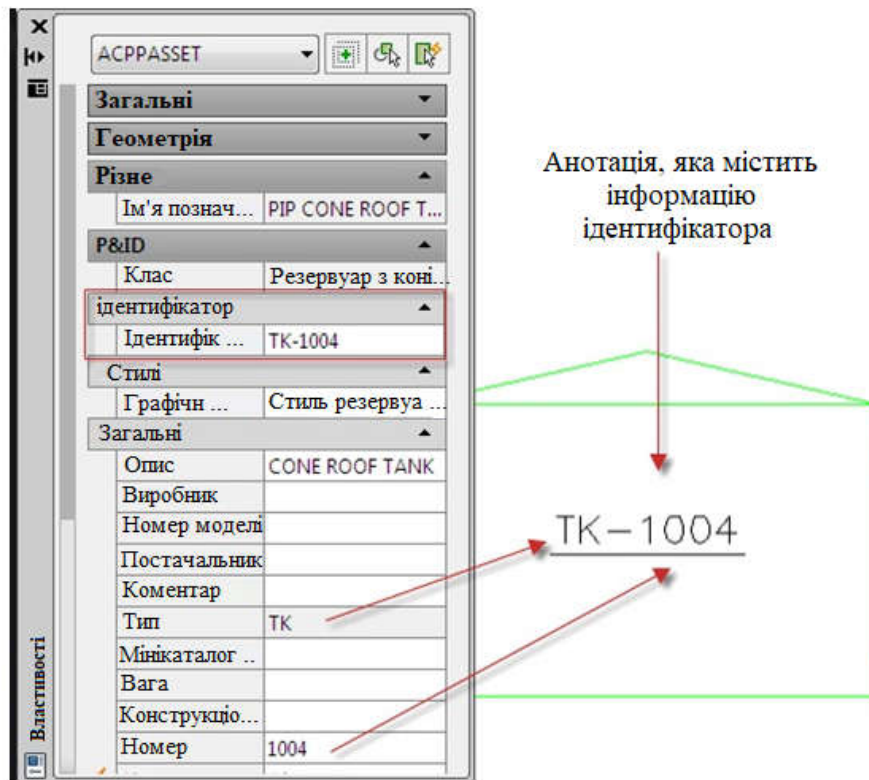 ACPPASSET
Загальні
Геометрія
Різне
Ім'я познач... PIP CONE ROOF T...
P&ID
Клас Резервуар з коні...
ідентифікатор
Ідентифік ... TK-1004
Стилі
Графічн ... Стиль резервуа ...
Загальні
Опис CONE ROOF TANK
Виробник
Номер моделі
Постачальник
Коментар
Тип TK
Мінікаталог ..
Вага
Конструкціо...
Номер 1004
Властивості
Анотація, яка містить
інформацію
ідентифікатора
TK-1004